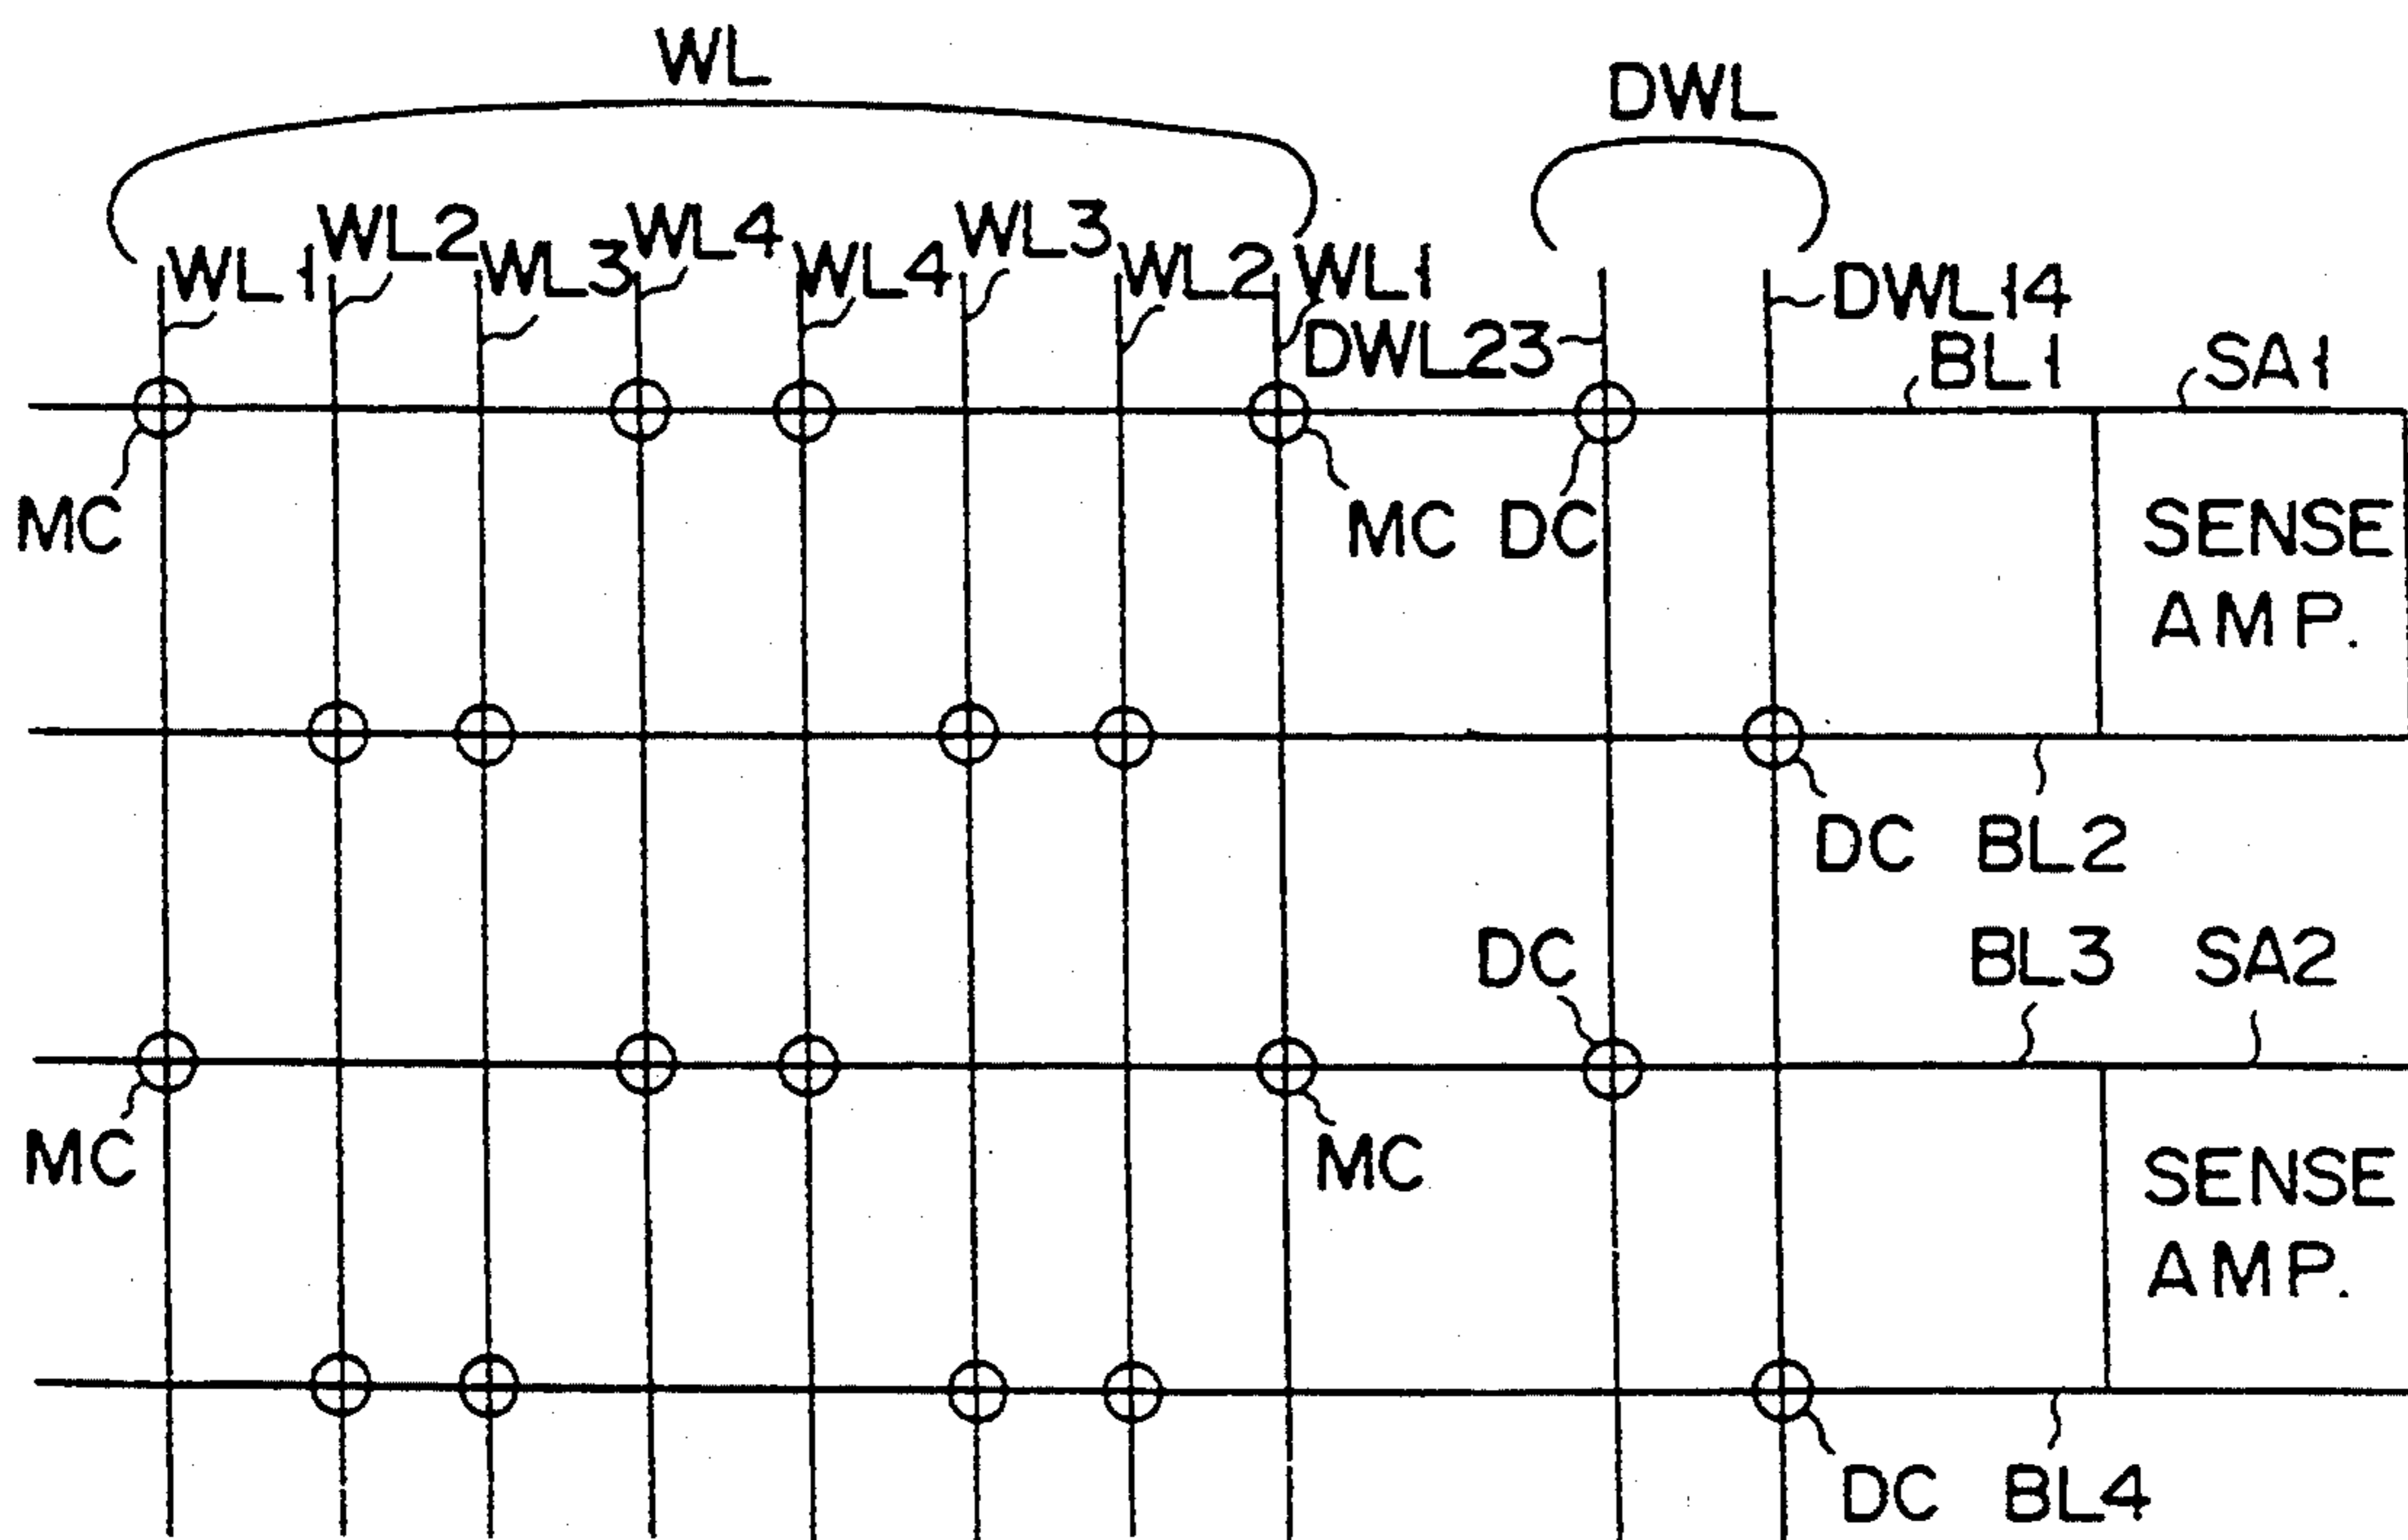 WL
DWL
WL1 WL2 WL3 WL4 WL4 WL3 WL2 WL1
DWL23 DWL14
BL1 SA1
MC MC DC SENSE
AMP.
DC BL2
DC BL3 SA2
MC MC SENSE
AMP.
DC BL4